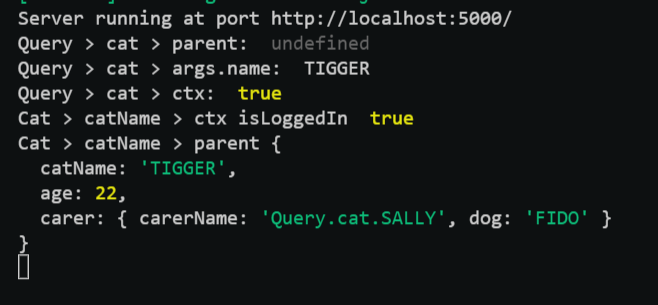 Server running at port http://localhost:5000/
Query > cat > parent:  undefined
Query > cat > args.name:  TIGGER
Query > cat > ctx:  true
Cat > catName > ctx isLoggedIn  true
Cat > catName > parent {
  catName: 'TIGGER',
  age: 22,
  carer: { carerName: 'Query.cat.SALLY', dog: 'FIDO' }
}